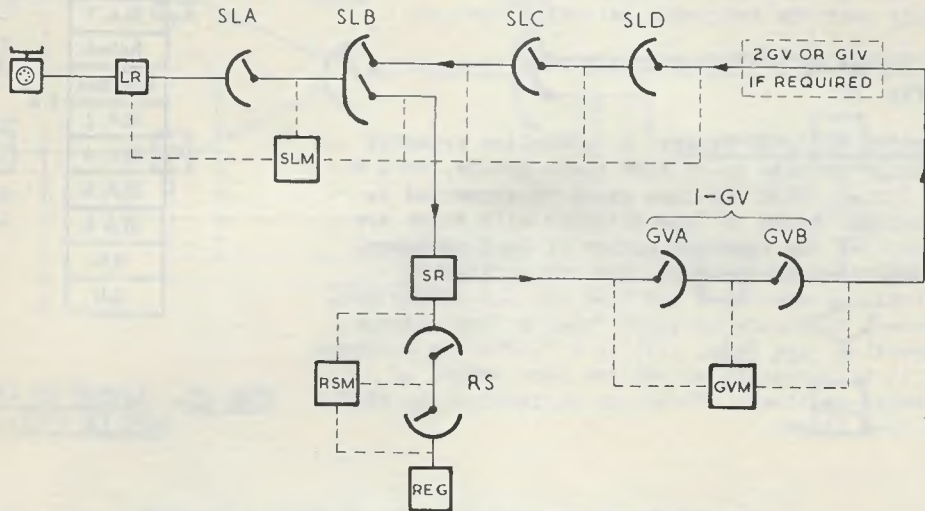 SLA
SLB
SLC
SLD
LR
2GV OR GIV
IF REQUIRED
SLM
1-GV
GVA
GVB
SR
RSM
RS
GVM
REG